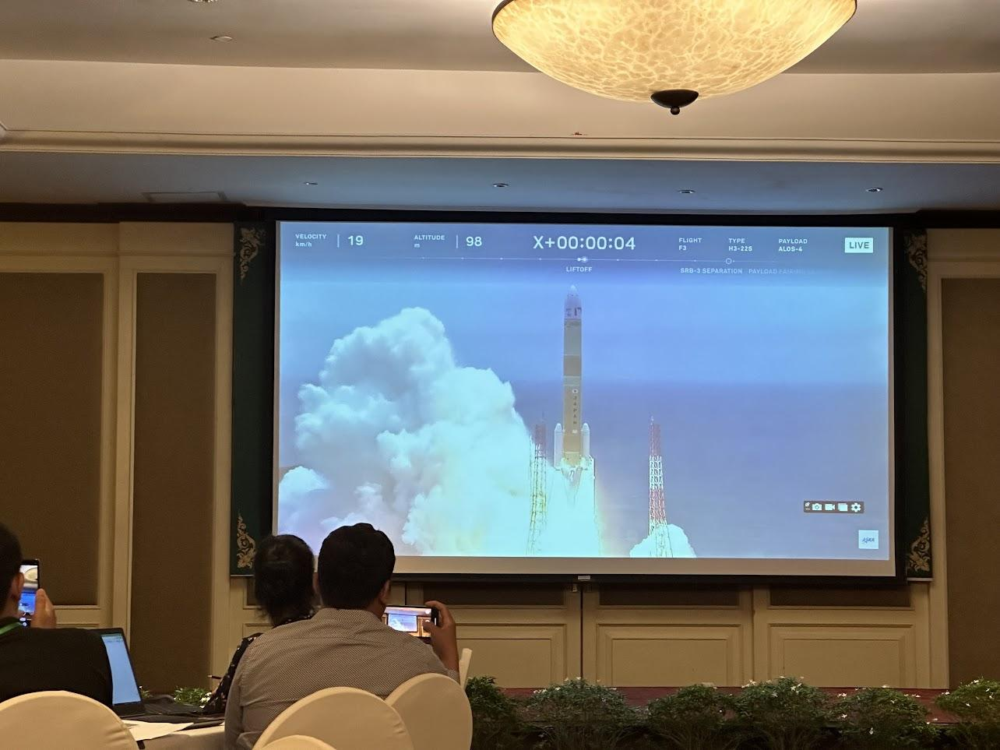 VELOCITY
km/h
19
ALTITUDE
m
98
X+00:00:04
FLIGHT
F3
TYPE
H3-22S
PAYLOAD
ALOS-4
LIVE
LIFTOFF
SRB-3 SEPARATION
PAYLOAD FAIRING
JAPAN
JAXA